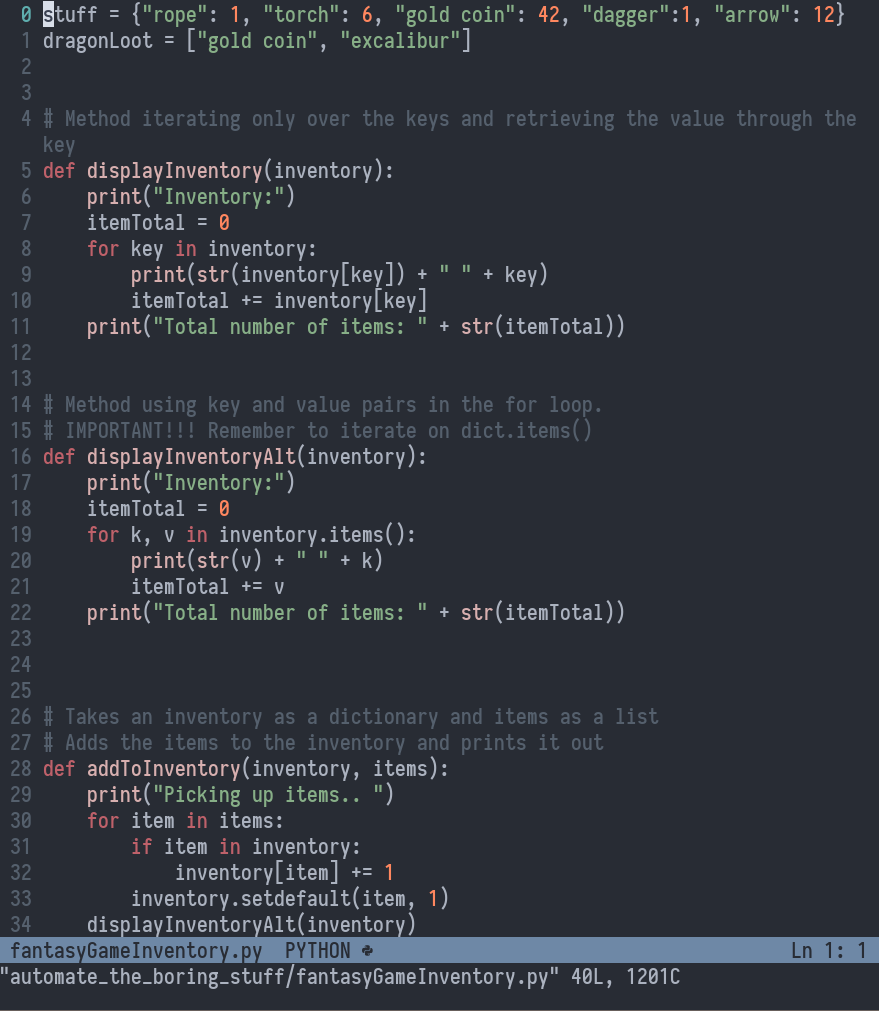 0 stuff = {"rope": 1, "torch": 6, "gold coin": 42, "dagger":1, "arrow": 12}
1 dragonLoot = ["gold coin", "excalibur"]
2
3
4 # Method iterating only over the keys and retrieving the value through the
key
5 def displayInventory(inventory):
6     print("Inventory:")
7     itemTotal = 0
8     for key in inventory:
9         print(str(inventory[key]) + " " + key)
10         itemTotal += inventory[key]
11     print("Total number of items: " + str(itemTotal))
12
13
14 # Method using key and value pairs in the for loop.
15 # IMPORTANT!!! Remember to iterate on dict.items()
16 def displayInventoryAlt(inventory):
17     print("Inventory:")
18     itemTotal = 0
19     for k, v in inventory.items():
20         print(str(v) + " " + k)
21         itemTotal += v
22     print("Total number of items: " + str(itemTotal))
23
24
25
26 # Takes an inventory as a dictionary and items as a list
27 # Adds the items to the inventory and prints it out
28 def addToInventory(inventory, items):
29     print("Picking up items.. ")
30     for item in items:
31         if item in inventory:
32             inventory[item] += 1
33         inventory.setdefault(item, 1)
34     displayInventoryAlt(inventory)
fantasyGameInventory.py  PYTHON Ln 1: 1
"automate_the_boring_stuff/fantasyGameInventory.py" 40L, 1201C